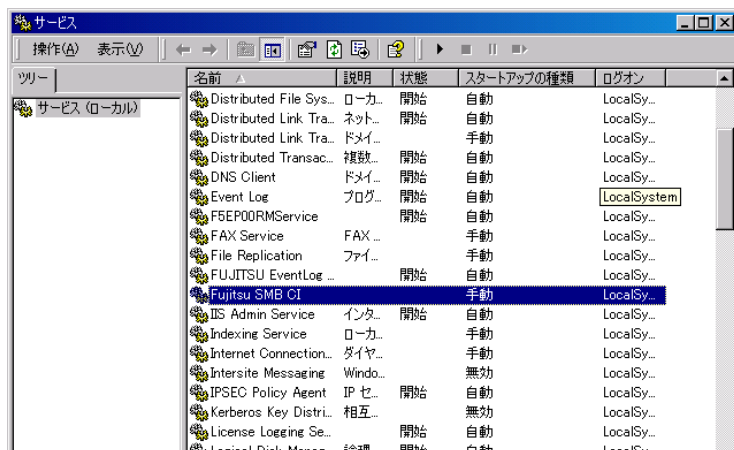 サービス
操作(A) 表示(V)
ツリー
サービス (ローカル)
名前 説明 状態 スタートアップの種類 ログオン
Distributed File Sys... ローカ... 開始 自動 LocalSy...
Distributed Link Tra... ネット... 開始 自動 LocalSy...
Distributed Link Tra... ドメイ... 手動 LocalSy...
Distributed Transac... 複数... 開始 自動 LocalSy...
DNS Client ドメイ... 開始 自動 LocalSy...
Event Log プログ... 開始 自動 LocalSystem
F5EP00RMService 開始 自動 LocalSy...
FAX Service FAX ... 手動 LocalSy...
File Replication ファイ... 手動 LocalSy...
FUJITSU EventLog ... 開始 自動 LocalSy...
Fujitsu SMB CI 手動 LocalSy...
IIS Admin Service インタ... 開始 自動 LocalSy...
Indexing Service ローカ... 手動 LocalSy...
Internet Connection... ダイヤ... 手動 LocalSy...
Intersite Messaging Windo... 無効 LocalSy...
IPSEC Policy Agent IP セ... 開始 自動 LocalSy...
Kerberos Key Distri... 相互... 無効 LocalSy...
License Logging Se... 開始 自動 LocalSy...
Logical Disk Manag... 論理... 開始 自動 LocalSy...